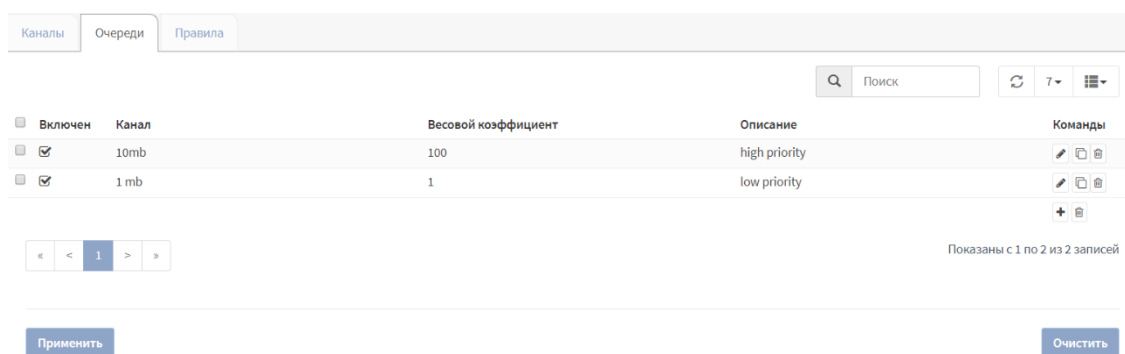 Каналы Очереди Правила
Поиск 7
Включен Канал Весовой коэффициент Описание Команды
10mb 100 high priority
1 mb 1 low priority
« < 1 > »
Показаны с 1 по 2 из 2 записей
Применить Очистить